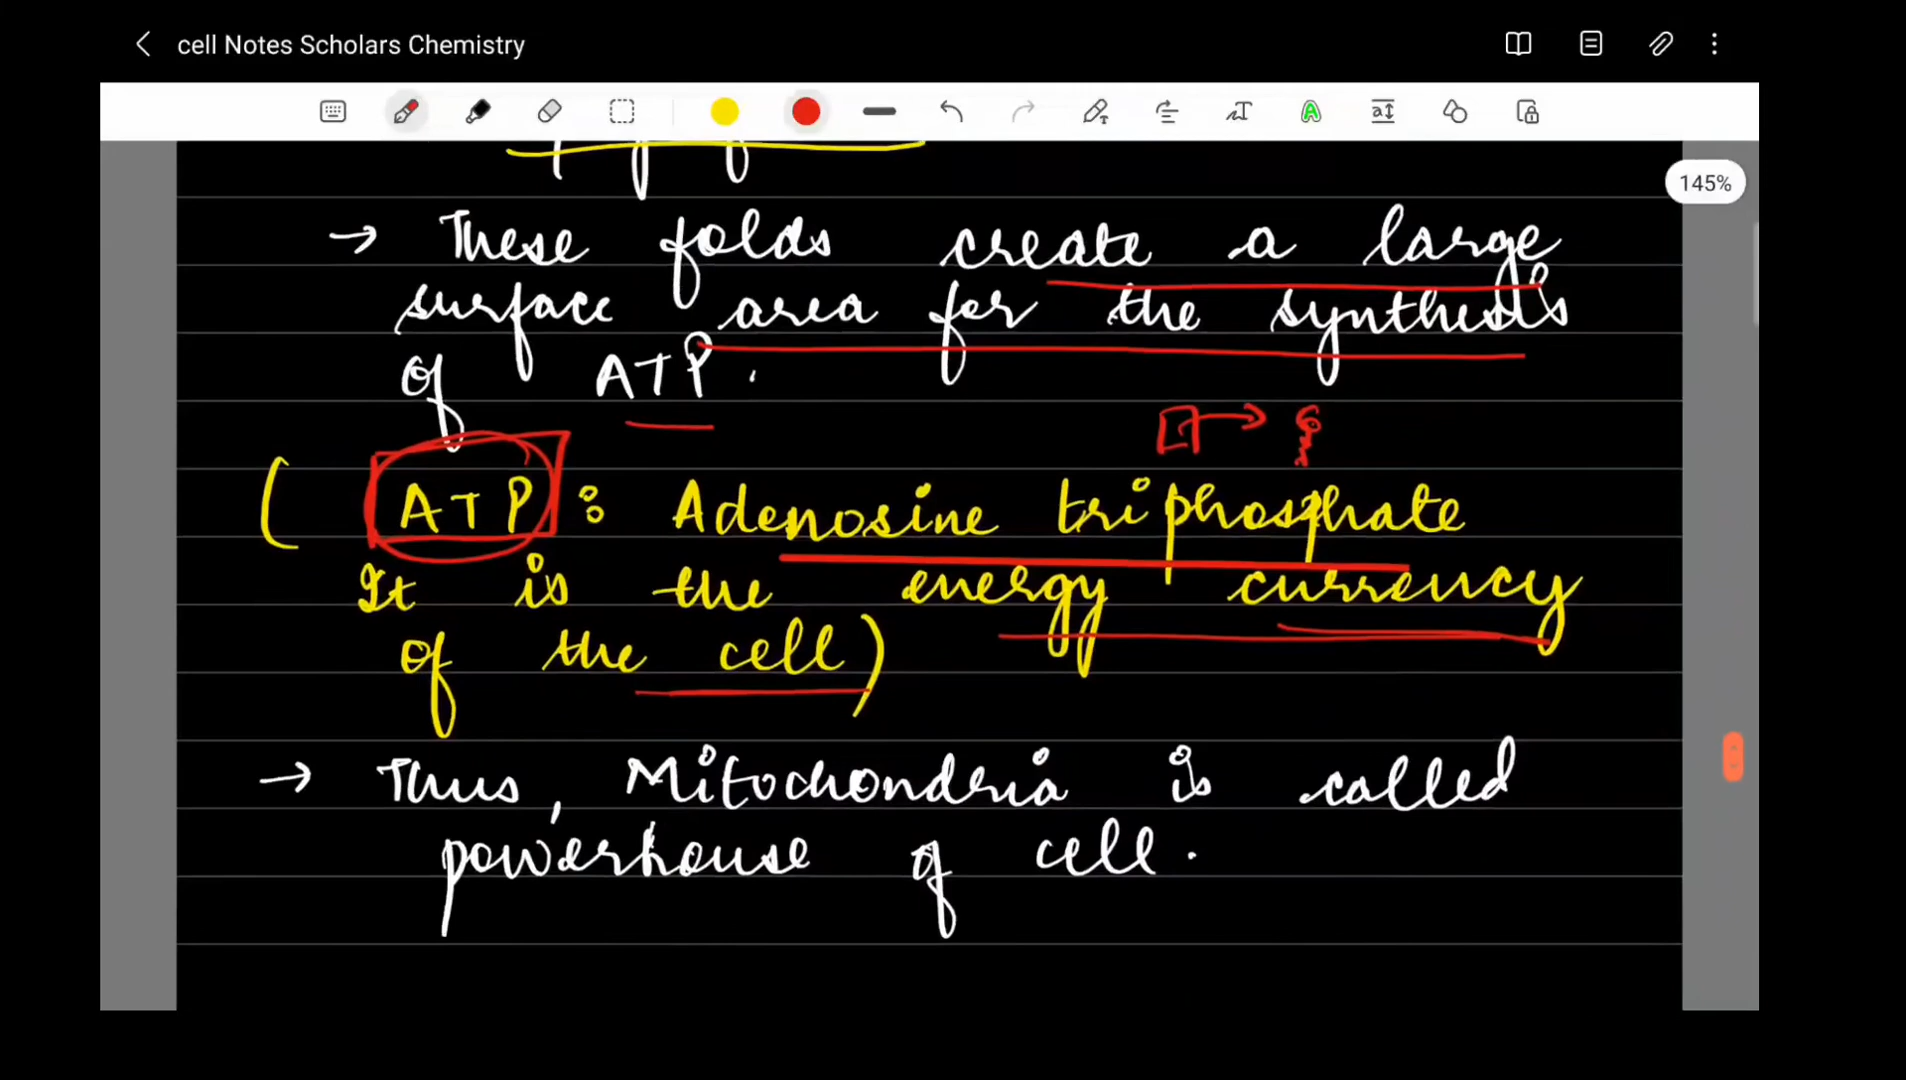 cell Notes Scholars Chemistry
145%
→ These folds create a large
surface area for the synthesis
of ATP.
( ATP : Adenosine triphosphate
It is the energy currency
of the cell)
→ Thus, Mitochondria is called
powerhouse of cell.